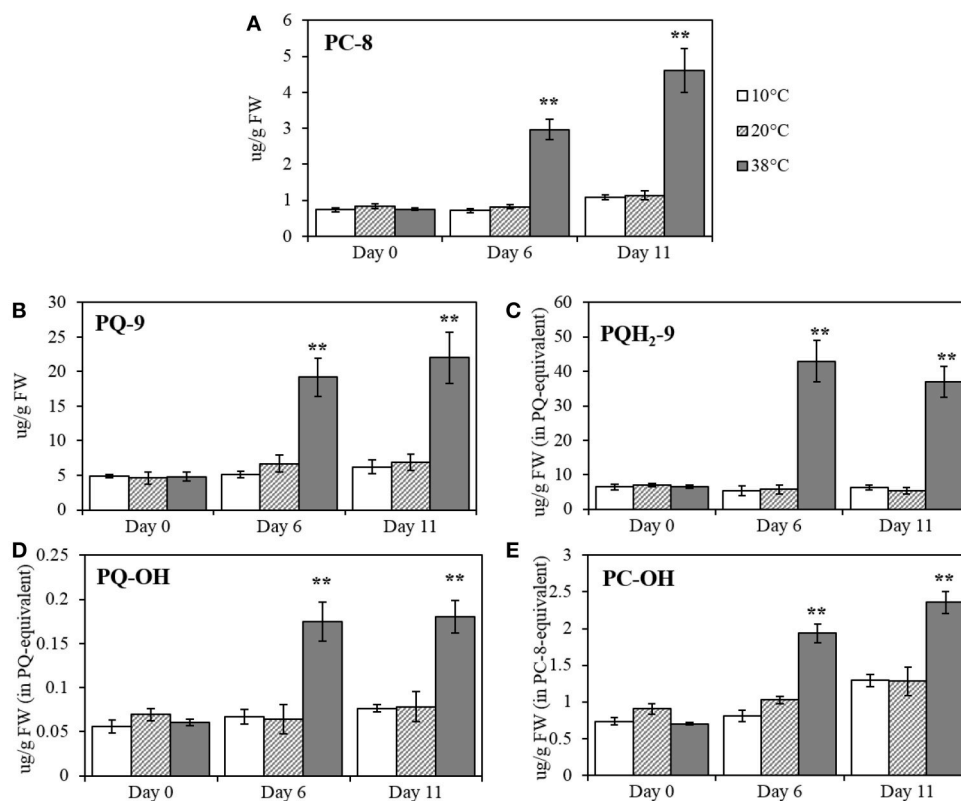 A
PC-8
ug/g FW
6
5
4
3
2
1
0
**
**
Day 0
Day 6
Day 11
10°C
20°C
38°C
B
PQ-9
ug/g FW
30
25
20
15
10
5
0
**
**
Day 0
Day 6
Day 11
C
PQH₂-9
ug/g FW (in PQ-equivalent)
60
50
40
30
20
10
0
**
**
Day 0
Day 6
Day 11
D
PQ-OH
ug/g FW (in PQ-equivalent)
0.25
0.2
0.15
0.1
0.05
0
**
**
Day 0
Day 6
Day 11
E
PC-OH
ug/g FW (in PC-8-equivalent)
3
2.5
2
1.5
1
0.5
0
**
**
Day 0
Day 6
Day 11